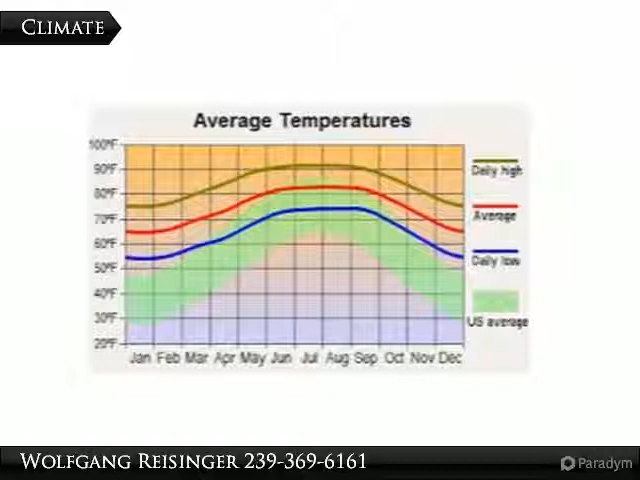 CLIMATE
Average Temperatures
100°F
90°F
80°F
70°F
60°F
50°F
40°F
30°F
20°F
Jan Feb Mar Apr May Jun Jul Aug Sep Oct Nov Dec
Daily high
Average
Daily low
US average
WOLFGANG REISINGER 239-369-6161
Paradym